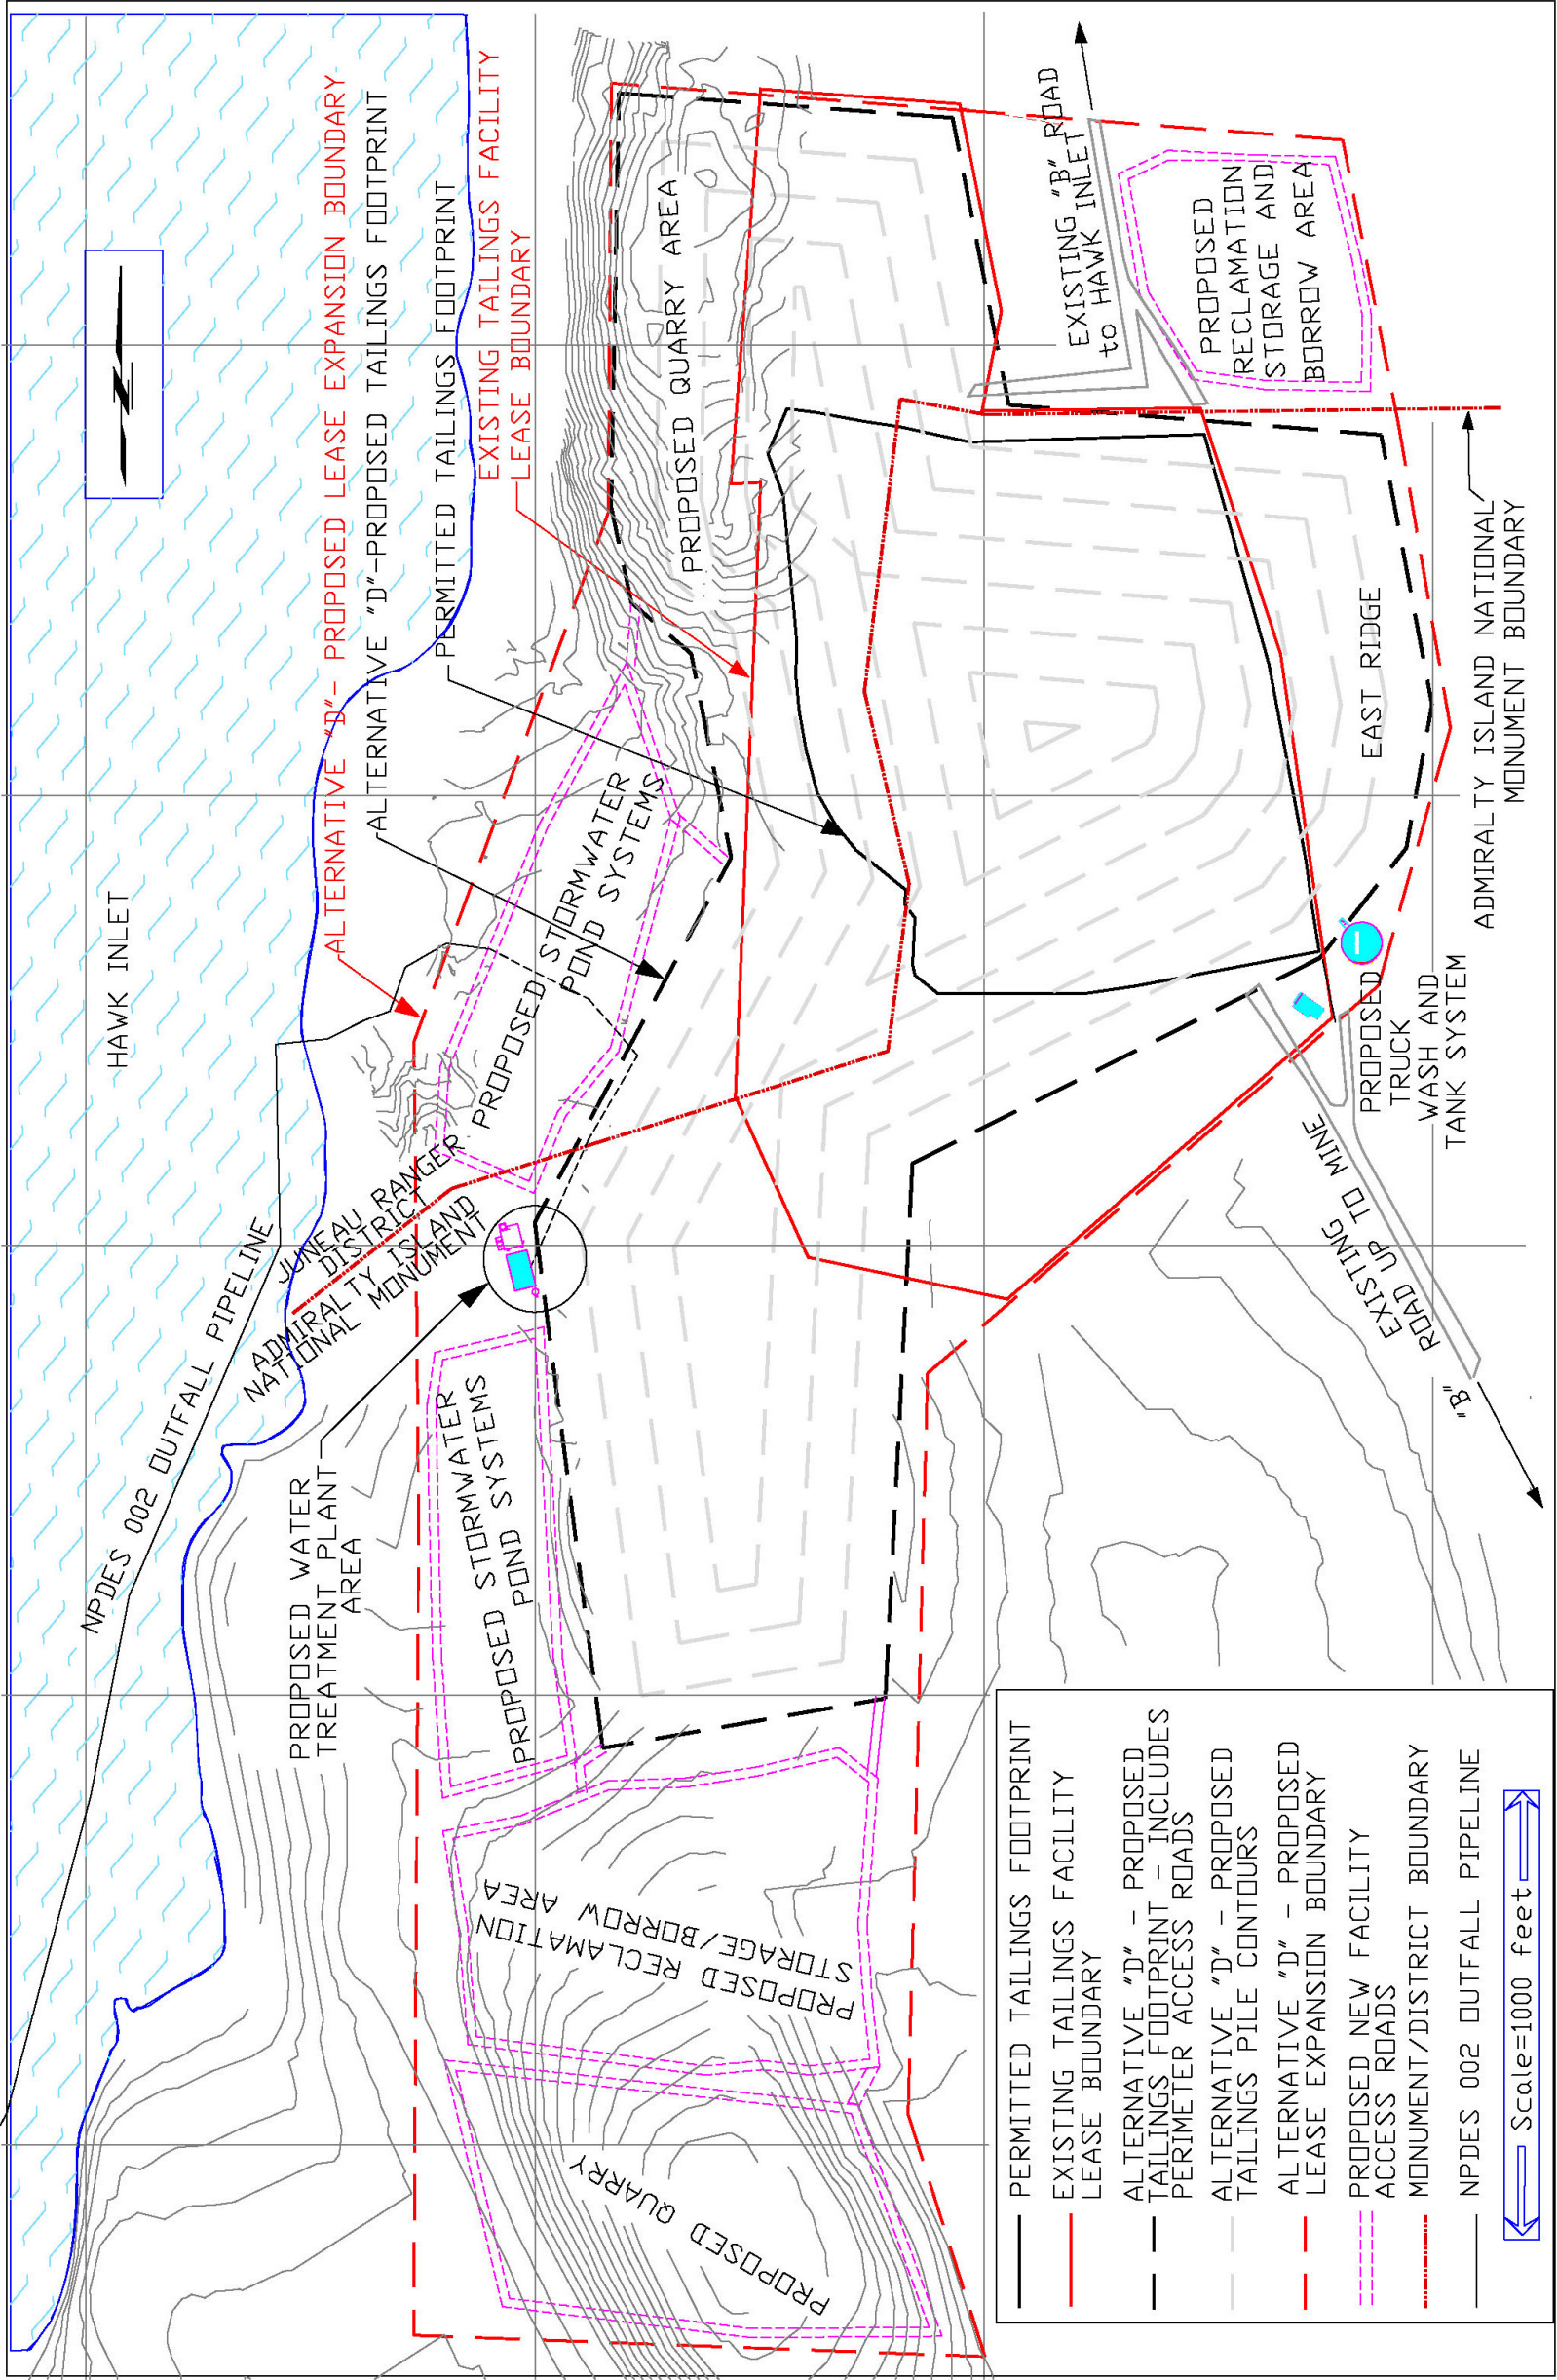 HAWK INLET
N
ALTERNATIVE "D"- PROPOSED LEASE EXPANSION BOUNDARY
ALTERNATIVE "D"-PROPOSED TAILINGS FOOTPRINT
PERMITTED TAILINGS FOOTPRINT
EXISTING TAILINGS FACILITY
LEASE BOUNDARY
NPDES 002 OUTFALL PIPELINE
JUNEAU RANGER
DISTRICT
ADMIRALTY ISLAND
NATIONAL MONUMENT
PROPOSED WATER
TREATMENT PLANT
AREA
PROPOSED STORMWATER
POND SYSTEMS
PROPOSED STORMWATER
POND SYSTEMS
PROPOSED QUARRY AREA
EXISTING "B" ROAD
to HAWK INLET
PROPOSED
RECLAMATION
STORAGE AND
BORROW AREA
EAST RIDGE
ADMIRALTY ISLAND NATIONAL
MONUMENT BOUNDARY
PROPOSED
TRUCK
WASH AND
TANK SYSTEM
EXISTING
ROAD UP TO MINE
"B"
PROPOSED RECLAMATION
STORAGE/BORROW AREA
PROPOSED QUARRY
PERMITTED TAILINGS FOOTPRINT
EXISTING TAILINGS FACILITY
LEASE BOUNDARY
ALTERNATIVE "D" - PROPOSED
TAILINGS FOOTPRINT - INCLUDES
PERIMETER ACCESS ROADS
ALTERNATIVE "D" - PROPOSED
TAILINGS PILE CONTOURS
ALTERNATIVE "D" - PROPOSED
LEASE EXPANSION BOUNDARY
PROPOSED NEW FACILITY
ACCESS ROADS
MONUMENT/DISTRICT BOUNDARY
NPDES 002 OUTFALL PIPELINE
Scale=1000 feet